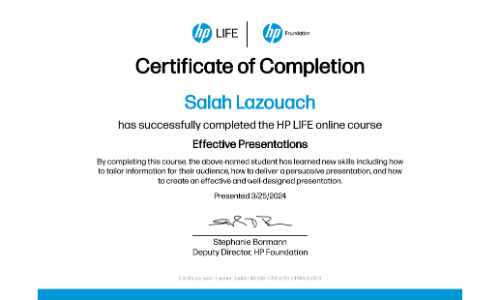 hp LIFE | hp Foundation
Certificate of Completion
Salah Lazouach
has successfully completed the HP LIFE online course
Effective Presentations
By completing this course, the above-named student has learned new skills including how
to tailor information for their audience, how to deliver a persuasive presentation, and how
to create an effective and well-designed presentation.
Presented 3/25/2024
Stephanie Bormann
Deputy Director, HP Foundation
Certificate serial number: